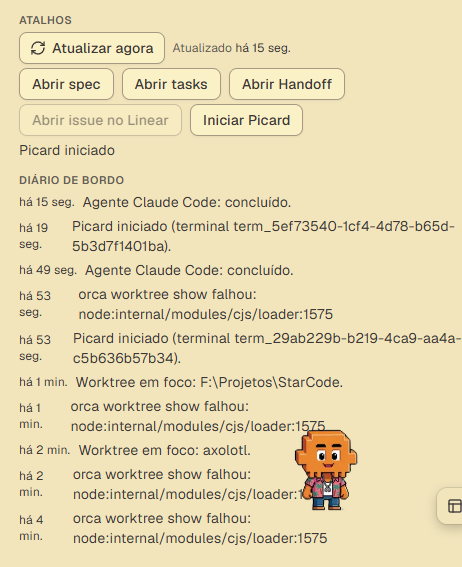 ATALHOS
Atualizar agora Atualizado há 15 seg.
Abrir spec Abrir tasks Abrir Handoff
Abrir issue no Linear Iniciar Picard
Picard iniciado
DIÁRIO DE BORDO
há 15 seg. Agente Claude Code: concluído.
há 19 seg. Picard iniciado (terminal term_5ef73540-1cf4-4d78-b65d-
5b3d7f1401ba).
há 49 seg. Agente Claude Code: concluído.
há 53 seg. orca worktree show falhou:
node:internal/modules/cjs/loader:1575
há 53 seg. Picard iniciado (terminal term_29ab229b-b219-4ca9-aa4a-
c5b636b57b34).
há 1 min. Worktree em foco: F:\Projetos\StarCode.
há 1 min. orca worktree show falhou:
node:internal/modules/cjs/loader:1575
há 2 min. Worktree em foco: axolotl.
há 2 min. orca worktree show falhou:
node:internal/modules/cjs/loader:1
há 4 min. orca worktree show falhou:
node:internal/modules/cjs/loader:1575